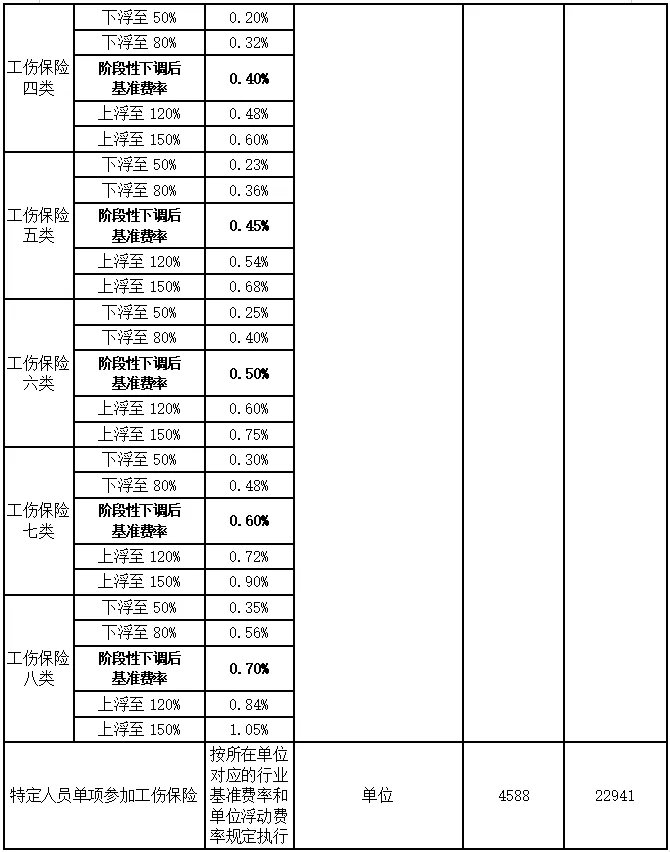 工伤保险
四类
下浮至 50% 0.20%
下浮至 80% 0.32%
阶段性下调后
基准费率
0.40%
上浮至 120% 0.48%
上浮至 150% 0.60%
工伤保险
五类
下浮至 50% 0.23%
下浮至 80% 0.36%
阶段性下调后
基准费率
0.45%
上浮至 120% 0.54%
上浮至 150% 0.68%
工伤保险
六类
下浮至 50% 0.25%
下浮至 80% 0.40%
阶段性下调后
基准费率
0.50%
上浮至 120% 0.60%
上浮至 150% 0.75%
工伤保险
七类
下浮至 50% 0.30%
下浮至 80% 0.48%
阶段性下调后
基准费率
0.60%
上浮至 120% 0.72%
上浮至 150% 0.90%
工伤保险
八类
下浮至 50% 0.35%
下浮至 80% 0.56%
阶段性下调后
基准费率
0.70%
上浮至 120% 0.84%
上浮至 150% 1.05%
特定人员单项参加工伤保险
按所在单位
对应的行业
基准费率和
单位浮动费
率规定执行
单位
4588
22941